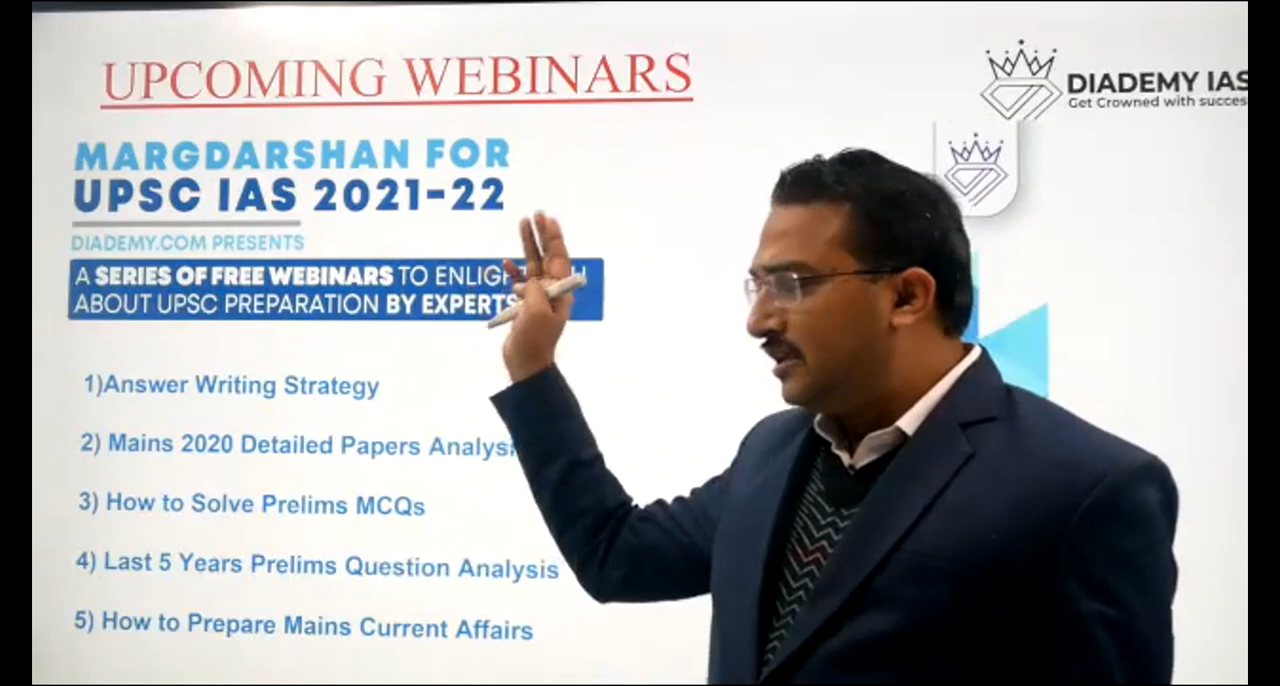 UPCOMING WEBINARS
DIADEMY IAS
Get Crowned with
MARGDARSHAN FOR
UPSC IAS 2021-22
DIADEMY.COM PRESENTS
A SERIES OF FREE WEBINARS TO
ABOUT UPSC PREPARATION BY EXPERTS
1)Answer Writing Strategy
2) Mains 2020 Detailed Papers
3) How to Solve Prelims MCQs
4) Last 5 Years Prelims Question Analysis
5) How to Prepare Mains Current Affairs